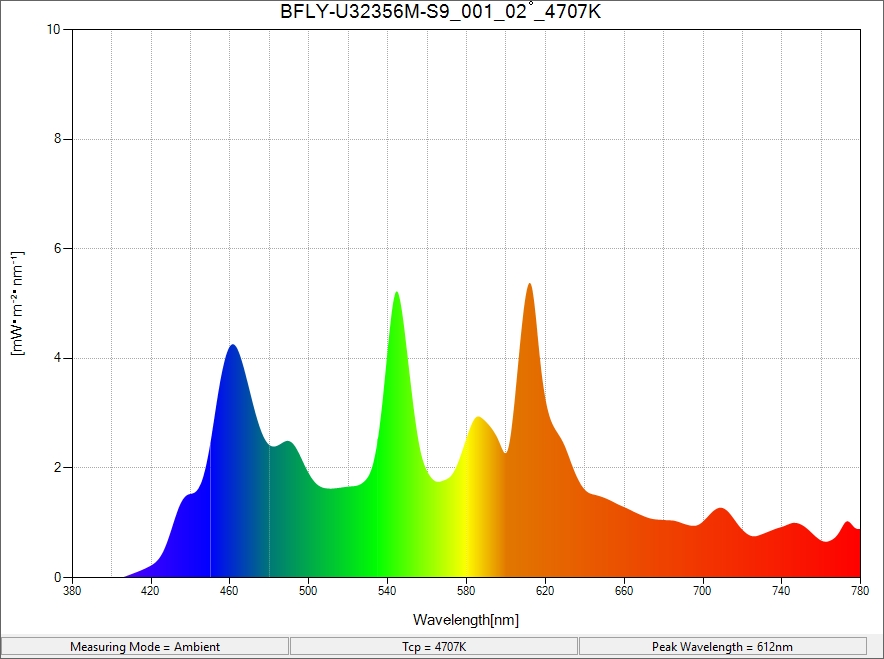 BFLY-U32356M-S9_001_02°_4707K
10
8
6
4
2
0
[mW·m⁻²·nm⁻¹]
380 420 460 500 540 580 620 660 700 740 780
Wavelength[nm]
Measuring Mode = Ambient Tcp = 4707K Peak Wavelength = 612nm